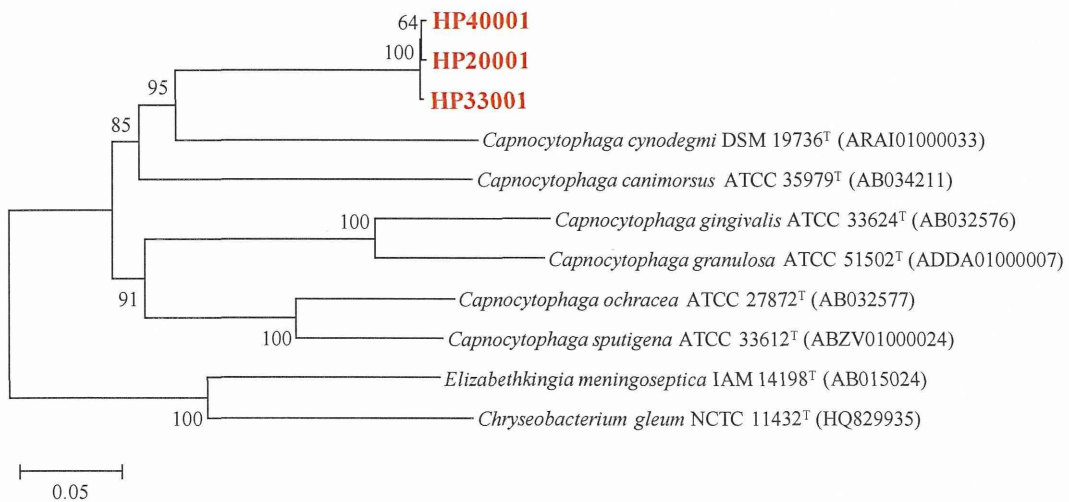 64
HP40001
100
HP20001
HP33001
95
85
Capnocytophaga cynodegmi DSM 19736ᵀ (ARAI01000033)
Capnocytophaga canimorsus ATCC 35979ᵀ (AB034211)
100
Capnocytophaga gingivalis ATCC 33624ᵀ (AB032576)
Capnocytophaga granulosa ATCC 51502ᵀ (ADDA01000007)
91
Capnocytophaga ochracea ATCC 27872ᵀ (AB032577)
100
Capnocytophaga sputigena ATCC 33612ᵀ (ABZV01000024)
Elizabethkingia meningoseptica IAM 14198ᵀ (AB015024)
100
Chryseobacterium gleum NCTC 11432ᵀ (HQ829935)
0.05